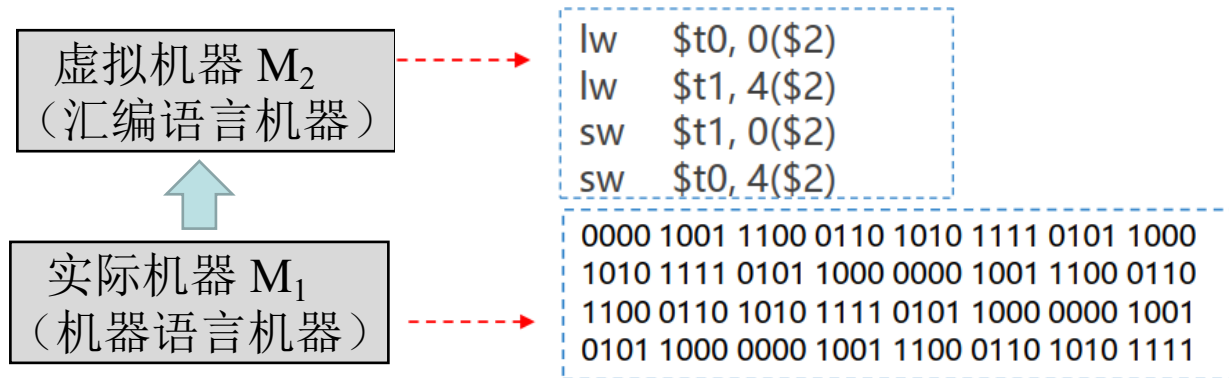 虚拟机器 M₂
（汇编语言机器）
lw $t0, 0($2)
lw $t1, 4($2)
sw $t1, 0($2)
sw $t0, 4($2)
实际机器 M₁
（机器语言机器）
0000 1001 1100 0110 1010 1111 0101 1000
1010 1111 0101 1000 0000 1001 1100 0110
1100 0110 1010 1111 0101 1000 0000 1001
0101 1000 0000 1001 1100 0110 1010 1111